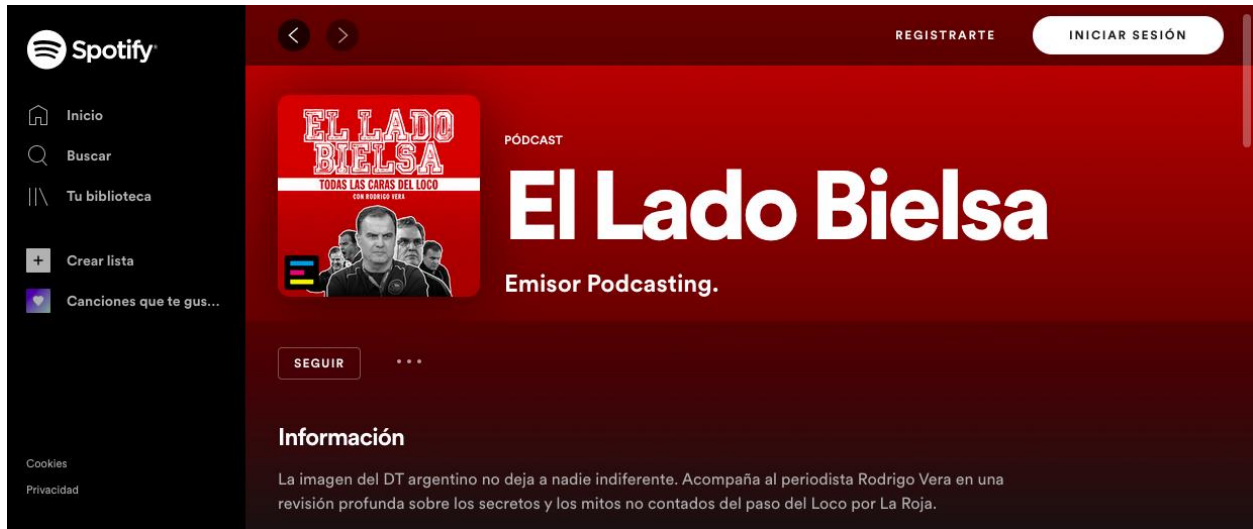 Spotify
Inicio
Buscar
Tu biblioteca
Crear lista
Canciones que te gus...
Cookies
Privacidad
REGISTRARTE
INICIAR SESIÓN
EL LADO
BIELSA
TODAS LAS CARAS DEL LOCO
CON RODRIGO VERA
PÓDCAST
El Lado Bielsa
Emisor Podcasting.
SEGUIR
Información
La imagen del DT argentino no deja a nadie indiferente. Acompaña al periodista Rodrigo Vera en una
revisión profunda sobre los secretos y los mitos no contados del paso del Loco por La Roja.